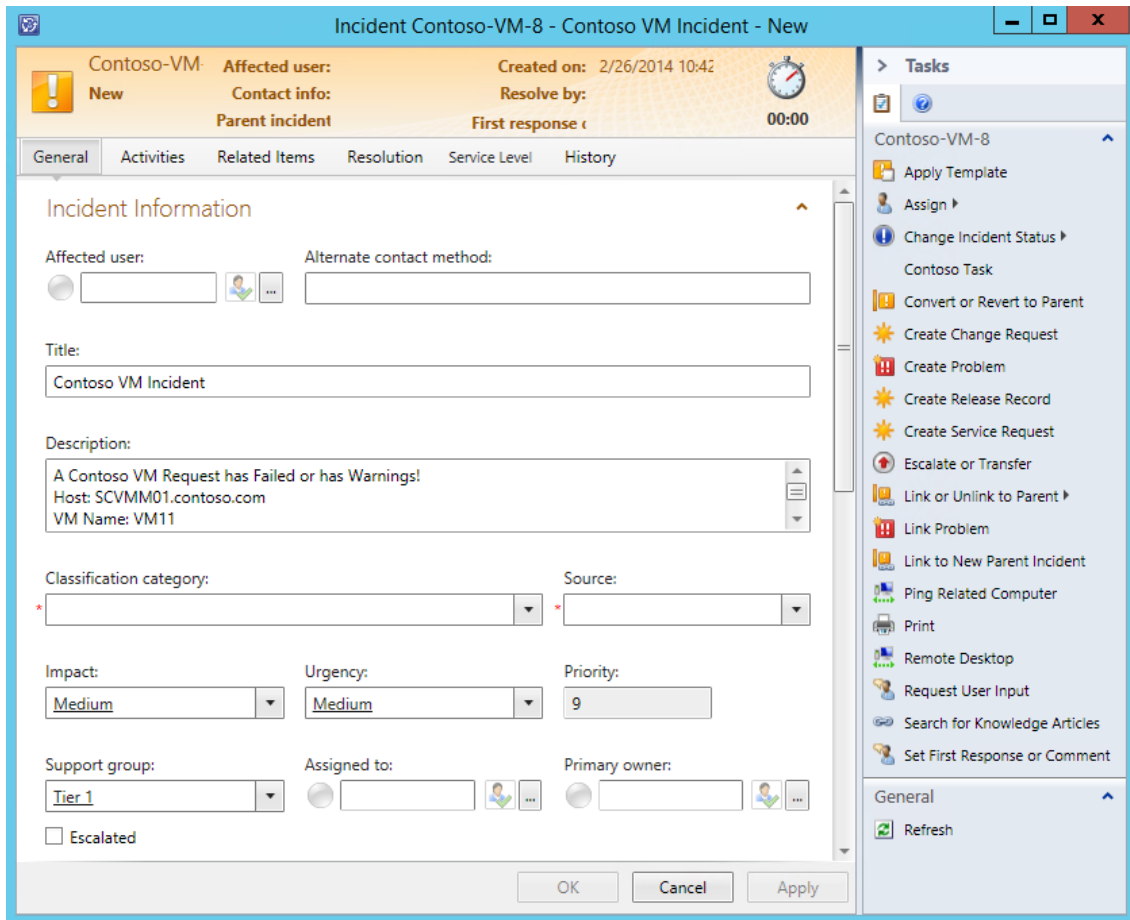 Incident Contoso-VM-8 - Contoso VM Incident - New
x
Contoso-VM- Affected user: Created on: 2/26/2014 10:42
New Contact info: Resolve by:
Parent incident First response 00:00
General Activities Related Items Resolution Service Level History
Incident Information
Affected user: Alternate contact method:
...
Title:
Contoso VM Incident
Description:
A Contoso VM Request has Failed or has Warnings!
Host: SCVMM01.contoso.com
VM Name: VM11
Classification category: Source:
* *
Impact: Urgency: Priority:
Medium Medium 9
Support group: Assigned to: Primary owner:
Tier 1 ... ...
Escalated
OK Cancel Apply
> Tasks
Contoso-VM-8
Apply Template
Assign
Change Incident Status
Contoso Task
Convert or Revert to Parent
Create Change Request
Create Problem
Create Release Record
Create Service Request
Escalate or Transfer
Link or Unlink to Parent
Link Problem
Link to New Parent Incident
Ping Related Computer
Print
Remote Desktop
Request User Input
Search for Knowledge Articles
Set First Response or Comment
General
Refresh